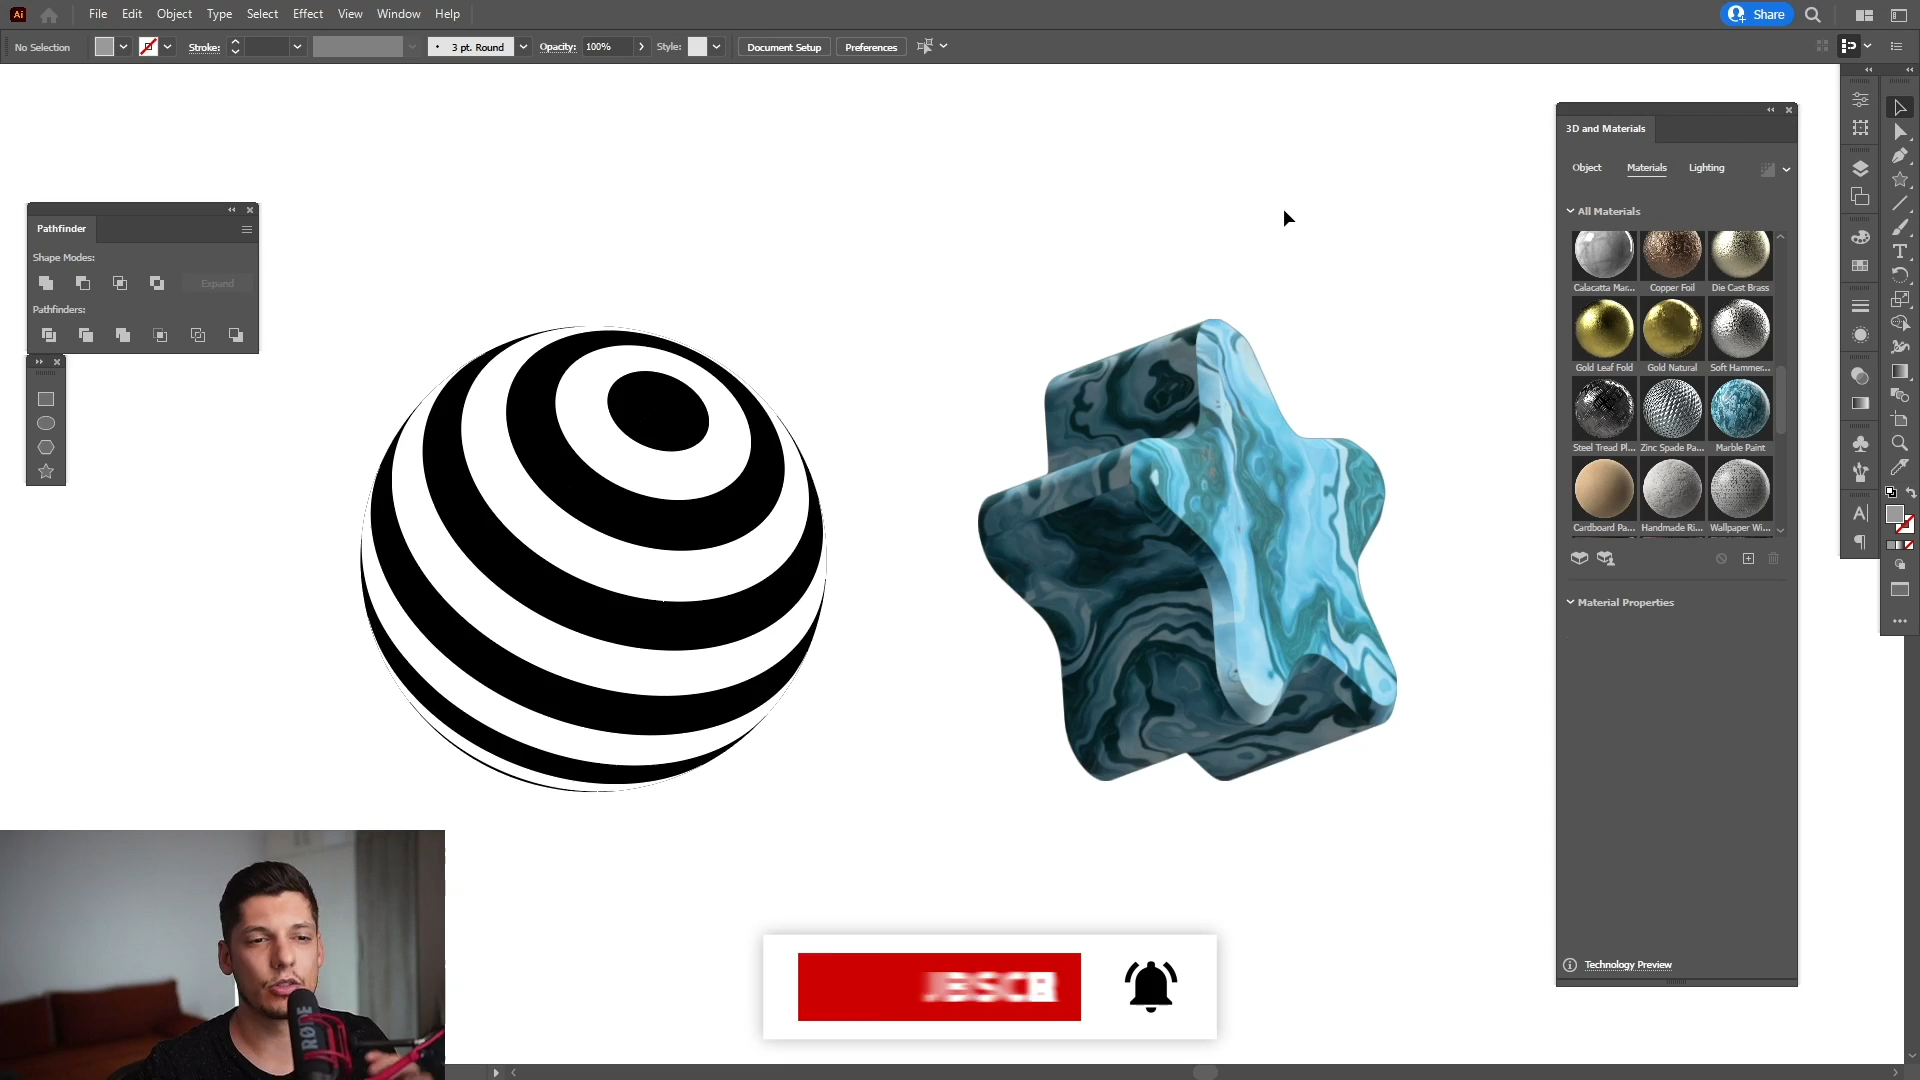 Ai File Edit Object Type Select Effect View Window Help Share
No Selection Stroke: 3 pt. Round Opacity: 100% Style: Document Setup Preferences
Pathfinder
Shape Modes:
Expand
Pathfinders:
3D and Materials
Object Materials Lighting
All Materials
Calacatta Mar... Copper Foil Die Cast Brass
Gold Leaf Fold Gold Natural Soft Hammer...
Steel Tread Pl... Zinc Spade Pa... Marble Paint
Cardboard Pa... Handmade Ri... Wallpaper Wi...
Material Properties
Technology Preview
RØDE